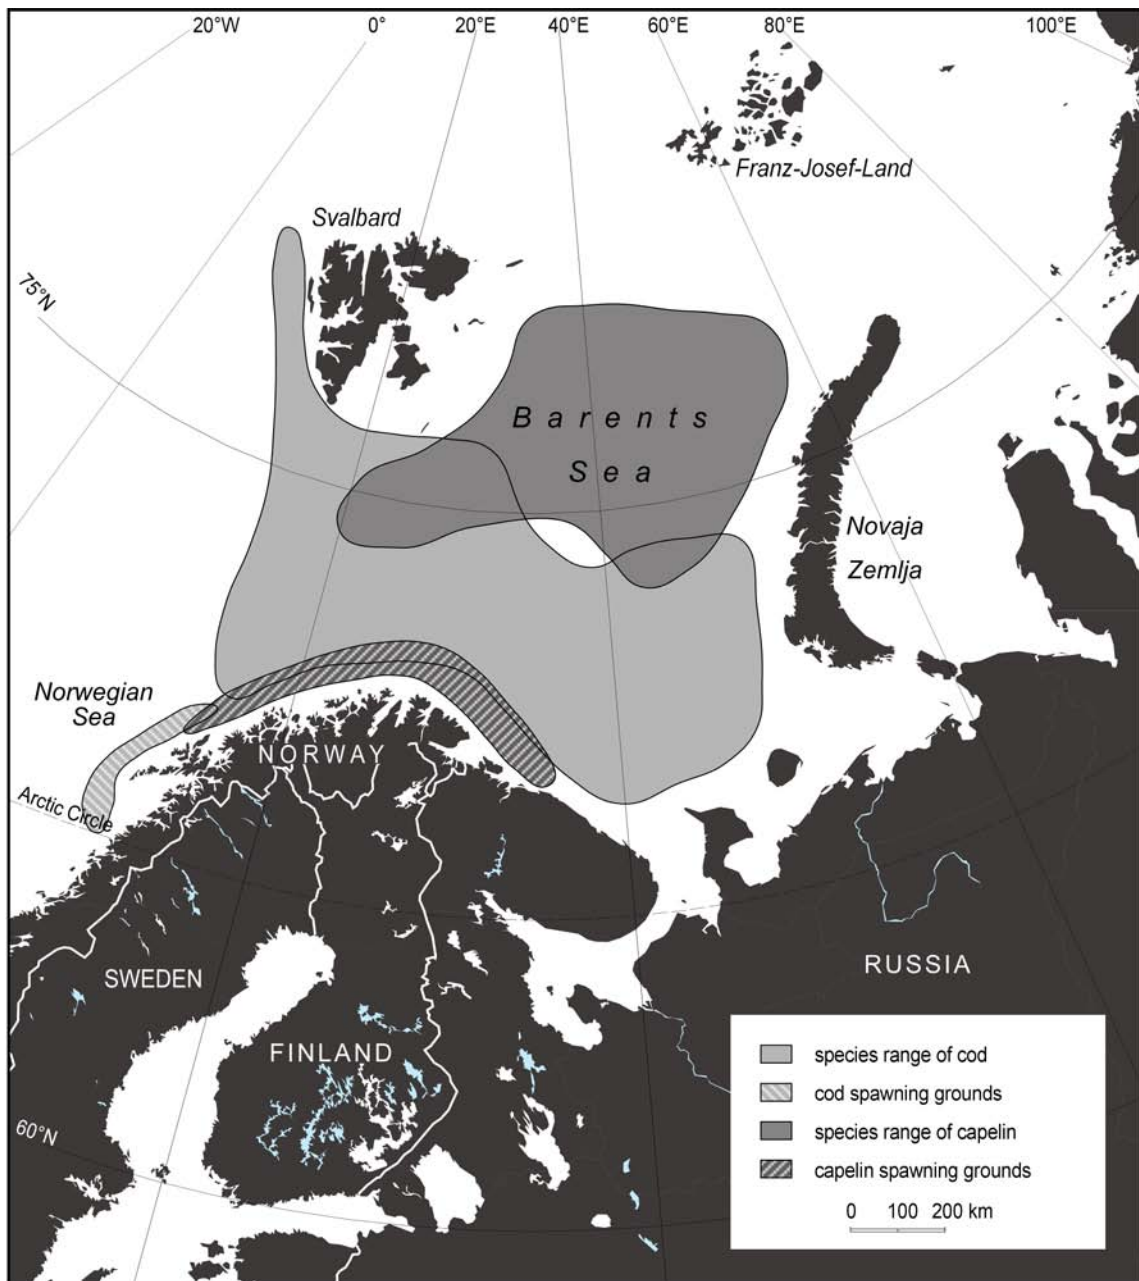 20°W 0° 20°E 40°E 60°E 80°E 100°E
Franz-Josef-Land
Svalbard
75°N
Barents
Sea
Novaja
Zemlja
Norwegian
Sea
NORWAY
Arctic Circle
SWEDEN
RUSSIA
FINLAND
60°N
species range of cod
cod spawning grounds
species range of capelin
capelin spawning grounds
0 100 200 km